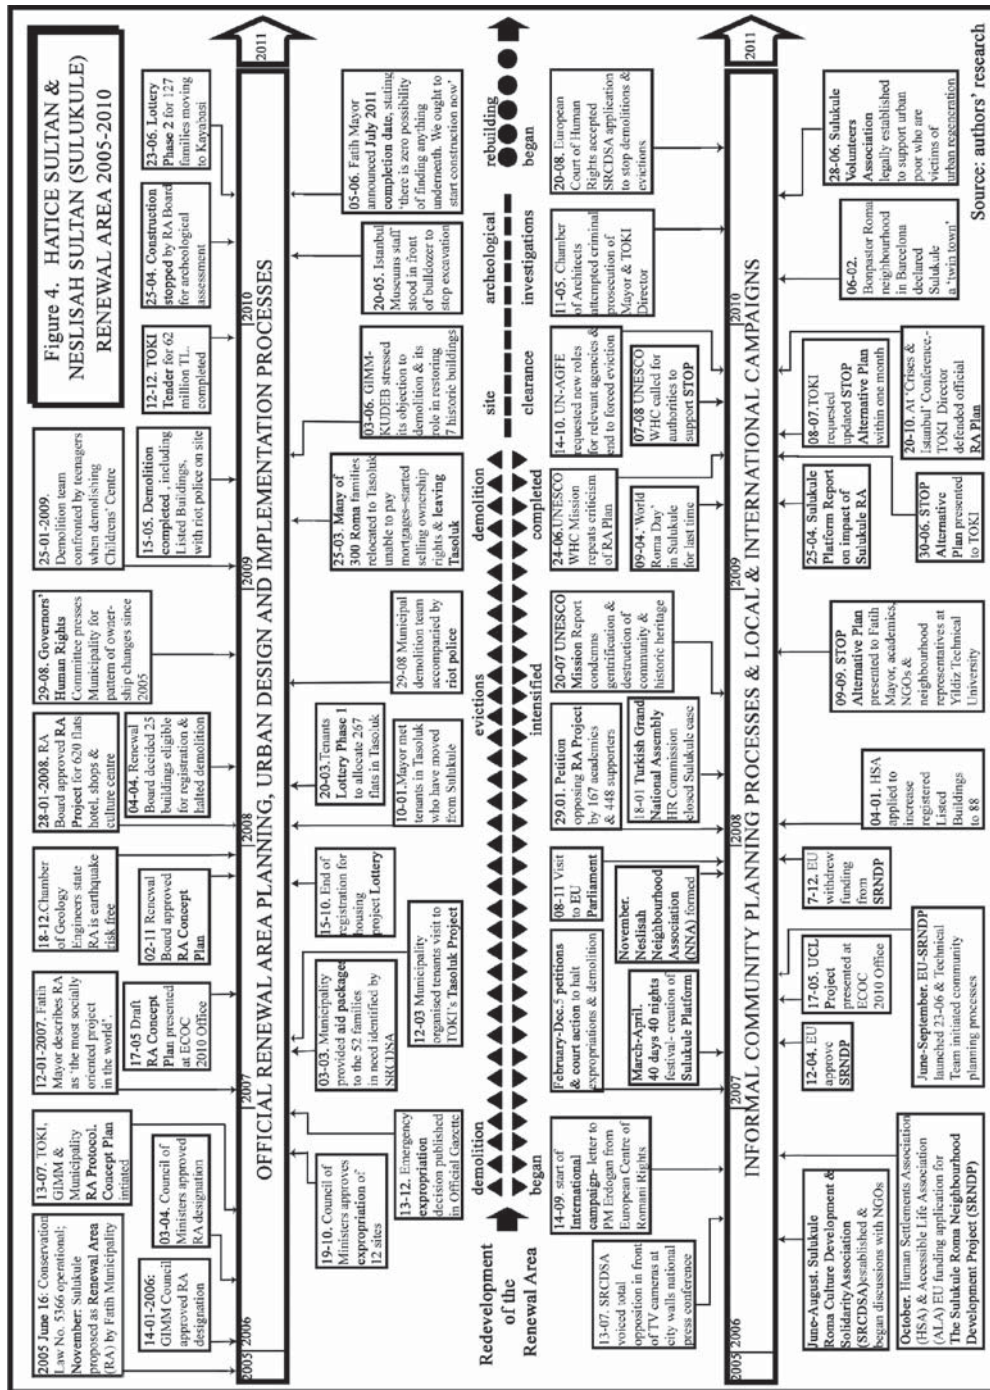 Figure 4. HATICE SULTAN &
NESLISAH SULTAN (SULUKULE)
RENEWAL AREA 2005-2010
2005 June 16: Conservation
Law No. 5366 operational;
November: Sulukule
proposed as Renewal Area
(RA) by Fatih Municipality)
14-01-2006:
GIMM Council
approved RA
designation
03-04. Council of
Ministers approved
RA designation
13-07. TOKI,
GIMM &
Municipality
RA Protocol.
Concept Plan
intiated
12-01-2007. Fatih
Mayor describes RA
as 'the most socially
oriented project
in the world'.
17-05 Draft
RA Concept
Plan presented
at ECOC
2010 Office
18-12. Chamber
of Geology
Engineers state
RA is earthquake
risk free
02-11 Renewal
Board approved
RA Concept
Plan
28-01-2008. RA
Board approved RA
Project for 620 flats
hotel, shops &
culture centre
04-04. Renewal
Board decided 25
buildings eligible
for registration &
halted demolition
29-08. Governors'
Human Rights
Committee presses
Municipality for
pattern of owner-
ship changes since
2005
25-01-2009.
Demolition team
confronted by teenagers
when demolishing
Childrens' Centre
15-05. Demolition
completed , including
Listed Buildings,
with riot police on site
12-12. TOKI
Tender for 62
million TL.
completed
25-04. Construction
stopped by RA Board
for archeological
assessment
23-06. Lottery
Phase 2 for 127
families moving
to Kayabasi
2005
2006
2007
2008
2009
2010
2011
OFFICIAL RENEWAL AREA PLANNING, URBAN DESIGN AND IMPLEMENTATION PROCESSES
19-10. Council of
Ministers approves
expropriation of
12 sites
13-12. Emergency
expropriation
decision published
in Official Gazette
03-03. Municipality
provided aid packages
to the 52 families
in need identified by
SRCDSA
12-03 Municipality
organised tenants visit to
TOKI's Tasoluk Project
15-10. End of
registration for
housing
project Lottery
10-01.Mayor met
tenants in Tasoluk
who have moved
from Sulukule
20-03.Tenants
Lottery Phase 1
to allocate 267
flats in Tasoluk
29-08 Municipal
demolition team
accompanied by
riot police
25-03. Many of
300 Roma families
relocated to Tasoluk
unable to pay
mortgages–started
selling ownership
rights & leaving
Tasoluk
03-06. GIMM-
KUDEB stressed
its objection to
demolition & its
role in restoring
7 historic buildings
20-05. Istanbul
Museums staff
stood in front
of bulldozer to
stop excavation
05-06. Fatih Mayor
announced July 2011
completion date, stating
'there is zero possibility
of finding anything
underneath. We ought to
start construction now'
Redevelopment
of the
Renewal Area
demolition
began
evictions
intensified
demolition
completed
site
clearance
archeological
investigations
rebuilding
began
13-07. SRCDSA
voiced total
opposition in front
of TV cameras at
city walls national
press conference
14-09. start of
International
campaign- letter to
PM Erdogan from
European Centre of
Romani Rights
February-Dec.5 petitions
& court action to halt
expropriations & demolition
March-April.
40 days 40 nights
festival- creation of
Sulukule Platform
08-11 Visit
to EU
Parliament
November.
Neslisah
Neighbourhood
Association
(NNA) formed
29.01. Petition
opposing RA Project
by 167 academics
& 448 supporters
18-01 Turkish Grand
National Assembly
HR Commission
closed Sulukule case
20-07 UNESCO
Mission Report
condemns
gentrification &
destruction of
community &
historic heritage
24-06.UNESCO
WHC Mission
repeats criticism
of RA Plan
09-04.' World
Roma Day'
in Sulukule
for last time
14-10. UN-AGFE
requested new roles
for relevant agencies &
end to forced eviction
07-08 UNESCO
WHC called for
authorities to
support STOP
11-05. Chamber
of Architects
attempted criminal
prosecution of
Mayor & TOKI
Director
20-08. European
Court of Human
Rights accepted
SRCDSA application
to stop demolitions &
evictions
2005
2006
2007
2008
2009
2010
2011
INFORMAL COMMUNITY PLANNING PROCESSES & LOCAL & INTERNATIONAL CAMPAIGNS
June-August. Sulukule
Roma Culture Development &
Solidarity Association
(SRCDSA)established &
began discussions with NGOs
October. Human Settlements Association
(HSA) & Accessible Life Association
(ALA) EU funding application for
The Sulukule Roma Neighbourhood
Development Project (SRNDP)
12-04. EU
approve
SRNDP
17-05. UCL
Project
presented at
ECOC
2010 Office
June-September. EU-SRNDP
launched 23-06 & Technical
Team initiated community
planning processes
7-12. EU
withdrew
funding
from
SRNDP
04-01. HSA
applied to
increase
registered
Listed
Buildings
to 88
09-09. STOP
Alternative Plan
presented to Fatih
Mayor, academics,
NGOs &
neighbourhood
representatives at
Yildiz Technical
University
25-04. Sulukule
Platform Report
on impact of
Sulukule RA
30-06. STOP
Alternative
Plan presented
to TOKI
08-07.TOKI
requested
updated STOP
Alternative Plan
within one month
20-10. At 'Crises &
Istanbul' Conference,
TOKI Director
defended official
RA Plan
06-02.
Bonpastor Roma
neighbourhood
in Barcelona
declared
Sulukule
a 'twin town'
28-06. Sulukule
Volunteers
Association
legally established
to support urban
poor who are
victims of
urban regeneration
Source: authors' research